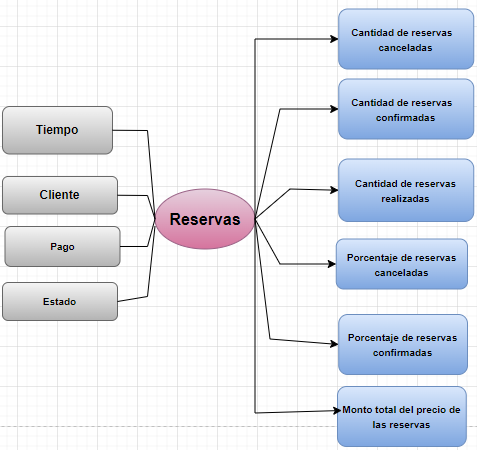 Tiempo
Cliente
Pago
Estado
Reservas
Cantidad de reservas
canceladas
Cantidad de reservas
confirmadas
Cantidad de reservas
realizadas
Porcentaje de reservas
canceladas
Porcentaje de reservas
confirmadas
Monto total del precio de
las reservas